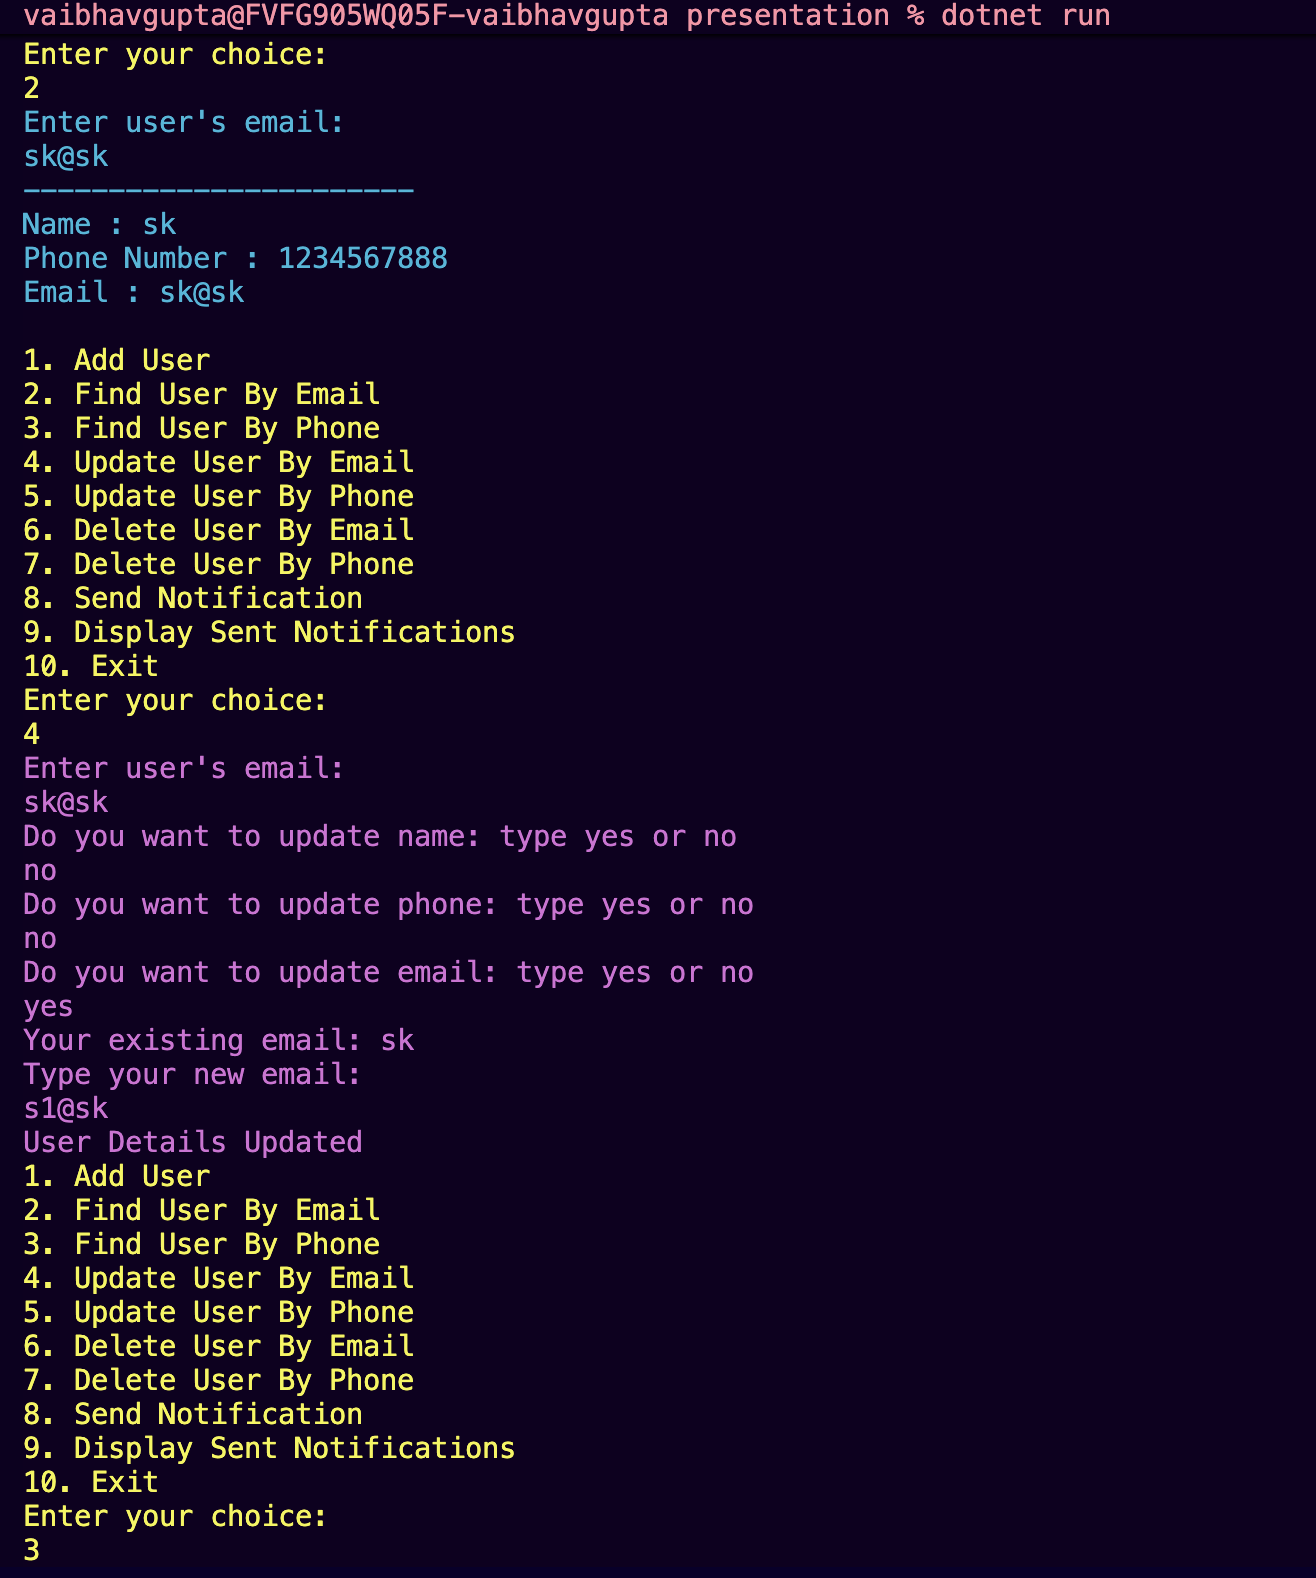 vaibhavgupta@FVFG905WQ05F-vaibhavgupta presentation % dotnet run
Enter your choice:
2
Enter user's email:
sk@sk
-----------------------
Name : sk
Phone Number : 1234567888
Email : sk@sk
1. Add User
2. Find User By Email
3. Find User By Phone
4. Update User By Email
5. Update User By Phone
6. Delete User By Email
7. Delete User By Phone
8. Send Notification
9. Display Sent Notifications
10. Exit
Enter your choice:
4
Enter user's email:
sk@sk
Do you want to update name: type yes or no
no
Do you want to update phone: type yes or no
no
Do you want to update email: type yes or no
yes
Your existing email: sk
Type your new email:
s1@sk
User Details Updated
1. Add User
2. Find User By Email
3. Find User By Phone
4. Update User By Email
5. Update User By Phone
6. Delete User By Email
7. Delete User By Phone
8. Send Notification
9. Display Sent Notifications
10. Exit
Enter your choice:
3